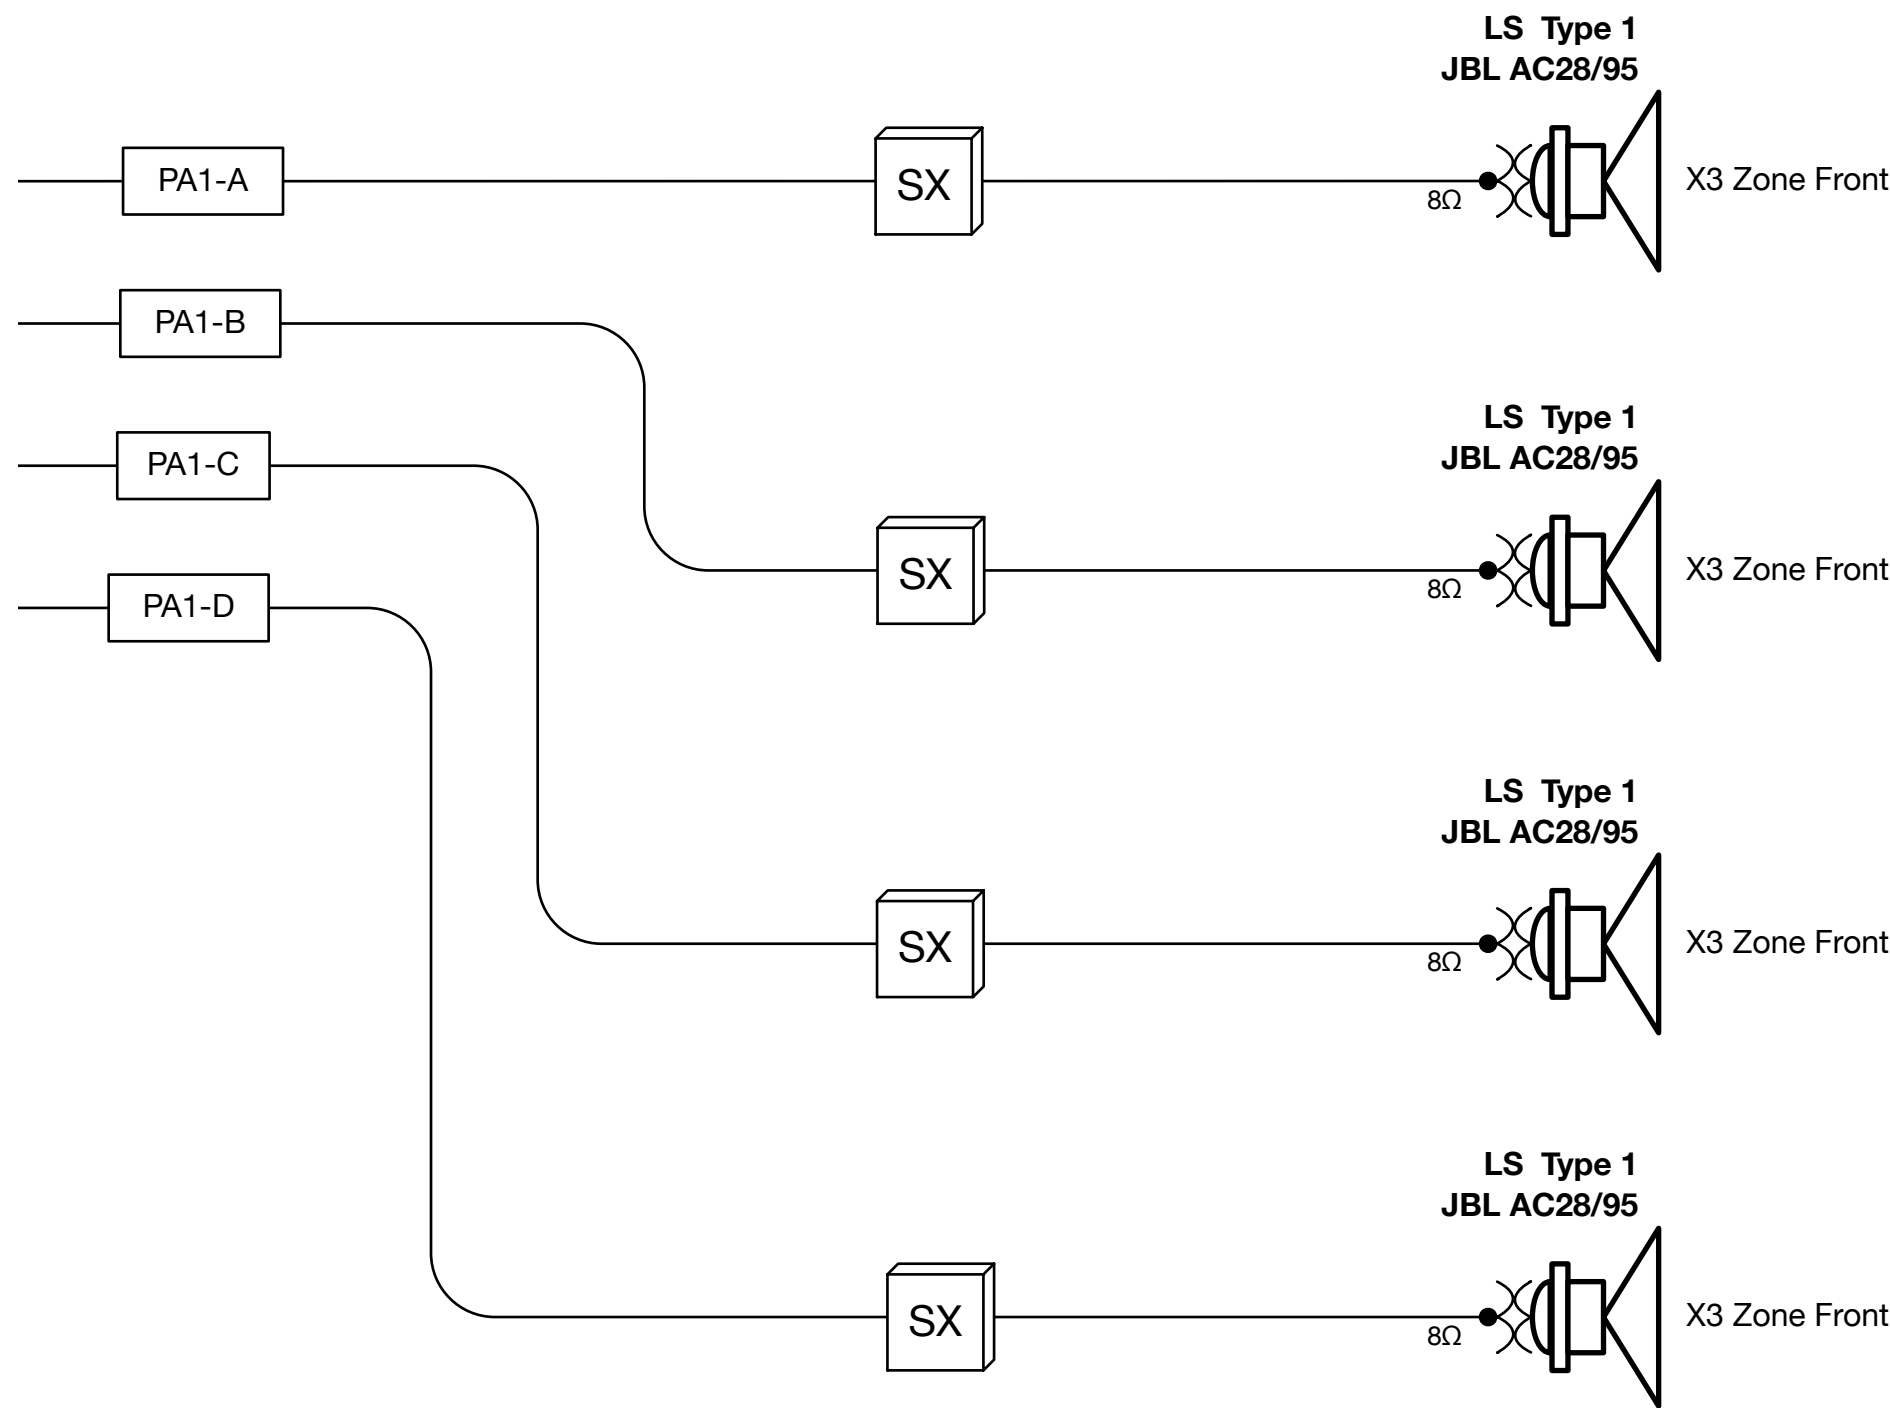 LS Type 1
JBL AC28/95
PA1-A
SX
8Ω
X3 Zone Front
PA1-B
LS Type 1
JBL AC28/95
PA1-C
SX
8Ω
X3 Zone Front
PA1-D
LS Type 1
JBL AC28/95
SX
8Ω
X3 Zone Front
LS Type 1
JBL AC28/95
SX
8Ω
X3 Zone Front